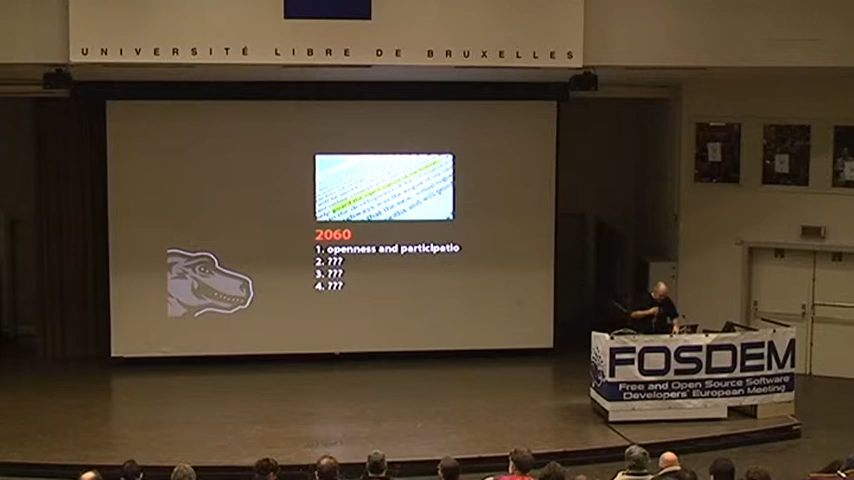 UNIVERSITÉ LIBRE DE BRUXELLES
2060
1. openness and participatio
2. ???
3. ???
4. ???
FOSDEM
Free and Open Source Software
Developers' European Meeting